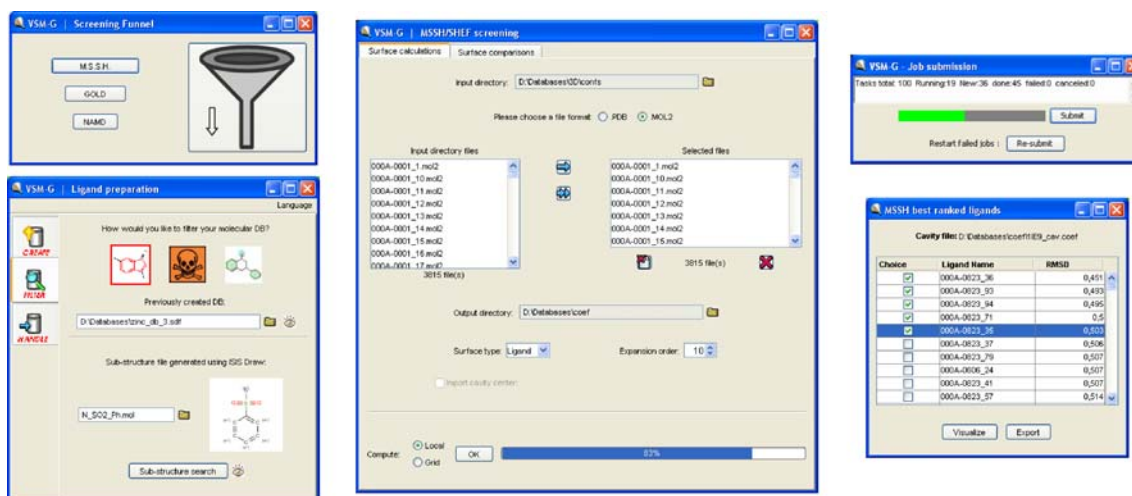 VSM-G | Screening Funnel
M.S.S.H.
GOLD
NAMD
VSM-G | Ligand preparation
Language
CREATE
FILTER
HANDLE
How would you like to filter your molecular DB?
Previously created DB:
D:\Databases\zinc_db_3.sdf
Sub-structure file generated using ISIS Draw:
N_SO2_Ph.mol
Sub-structure search
VSM-G | MSSH/SHEF screening
Surface calculations Surface comparisons
Input directory: D:\Databases\3D\confs
Please choose a file format: PDB MOL2
Input directory files Selected files
000A-0001_1.mol2 000A-0001_1.mol2
000A-0001_10.mol2 000A-0001_10.mol2
000A-0001_11.mol2 000A-0001_11.mol2
000A-0001_12.mol2 000A-0001_12.mol2
000A-0001_13.mol2 000A-0001_13.mol2
000A-0001_14.mol2 000A-0001_14.mol2
000A-0001_15.mol2 000A-0001_15.mol2
000A-0001_16.mol2
000A-0001_17.mol2
3815 file(s) 3815 file(s)
Output directory: D:\Databases\coef
Surface type: Ligand Expansion order: 10
Import cavity center:
Compute: Local
Grid
OK 83%
VSM-G - Job submission
Tasks total: 100 Running:19 New:36 done:45 failed:0 canceled:0
Submit
Restart failed jobs : Re-submit
MSSH best ranked ligands
Cavity file: D:\Databases\coef\1IE9_cav.coef
Choice Ligand Name RMSD
000A-0823_36 0,451
000A-0823_93 0,493
000A-0823_94 0,495
000A-0823_71 0,5
000A-0823_35 0,503
000A-0823_37 0,506
000A-0823_79 0,507
000A-0606_24 0,507
000A-0823_41 0,507
000A-0823_57 0,514
Visualize Export